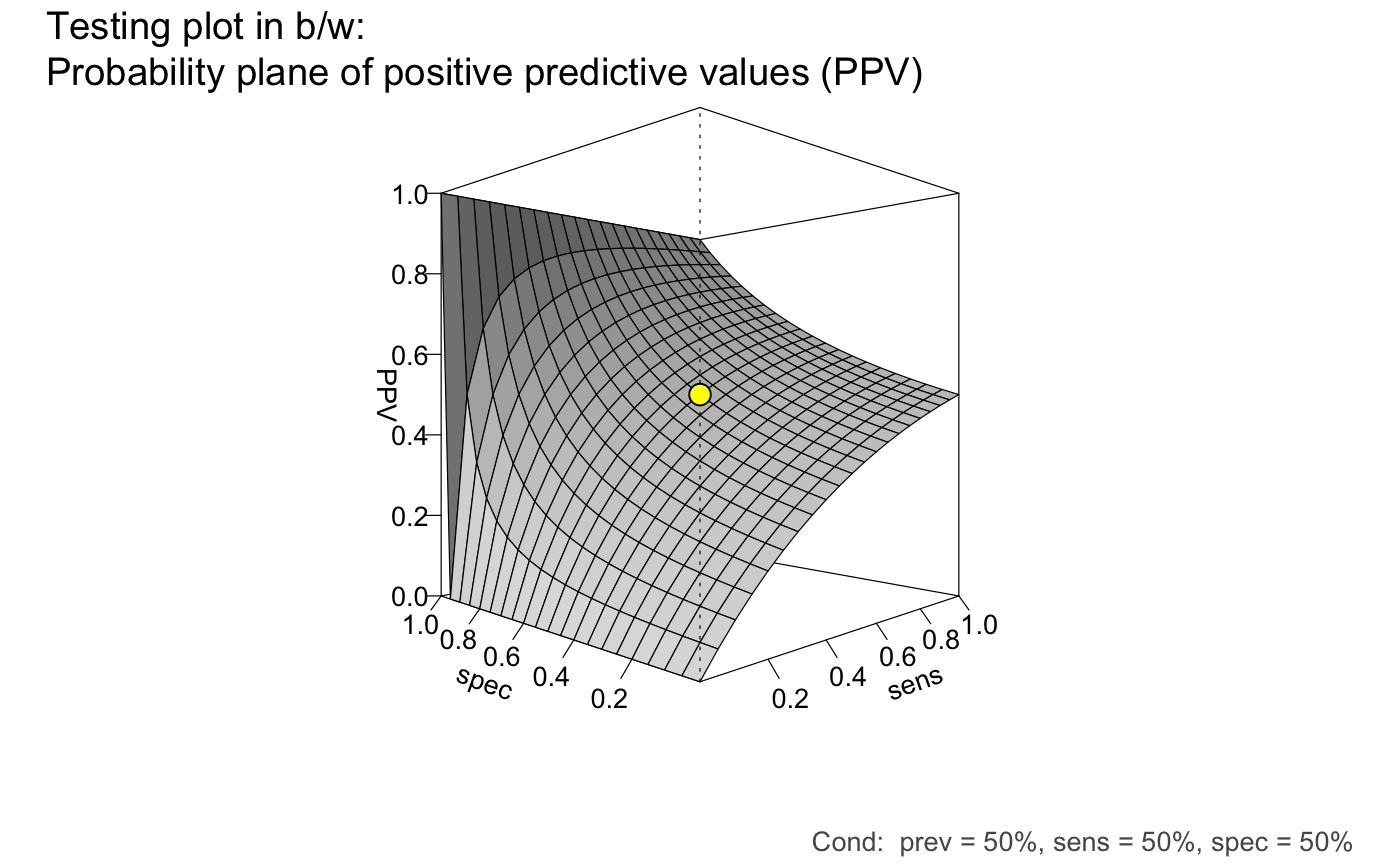 Testing plot in b/w:
Probability plane of positive predictive values (PPV)
1.0
0.8
0.6
PPV
0.4
0.2
0.0
1.0
0.8
0.6
0.4
0.2
spec
0.2
0.4
0.6
0.8
1.0
sens
Cond:  prev = 50%, sens = 50%, spec = 50%